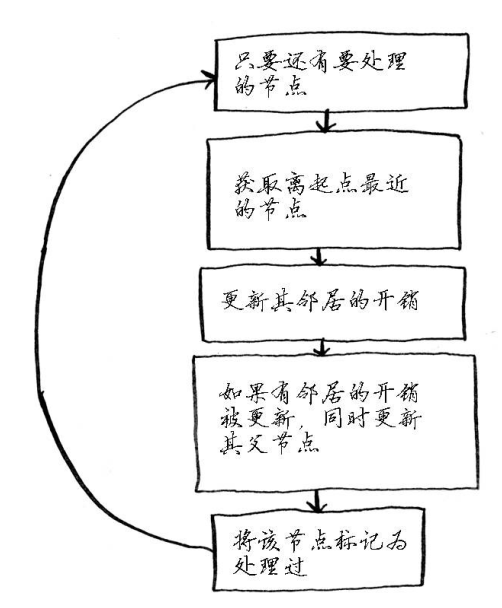 只要还有要处理
的节点
获取离起点最近
的节点
更新其邻居的开销
如果有邻居的开销
被更新，同时更新
其父节点
将该节点标记为
处理过